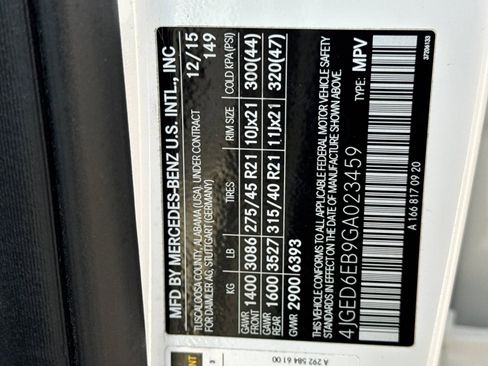 MFD BY MERCEDES-BENZ U.S. INTL., INC
TUSCALOOSA COUNTY, ALABAMA (USA), UNDER CONTRACT
FOR DAIMLER AG, STUTTGART (GERMANY)
12/15
149
KG LB TIRES RIM SIZE COLD KPA (PSI)
GAWR FRONT 1400 3086 275/45 R21 10Jx21 300(44)
GAWR REAR 1600 3527 315/40 R21 11Jx21 320(47)
GVWR 2900 6393
THIS VEHICLE CONFORMS TO ALL APPLICABLE FEDERAL MOTOR VEHICLE SAFETY
STANDARDS IN EFFECT ON THE DATE OF MANUFACTURE SHOWN ABOVE.
4JGED6EB9GA023459 TYPE: MPV
A 166 817 09 20
37266133
A 292 584 61 00